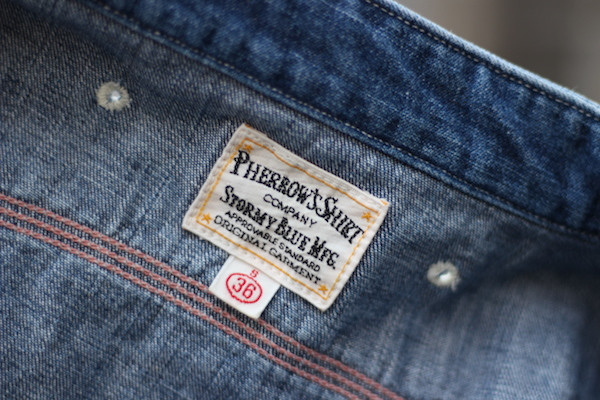 PHERROW'S SHIRT
COMPANY
STORMY BLUE MFG.
APPROVABLE STANDARD
ORIGINAL GARMENT
S
36